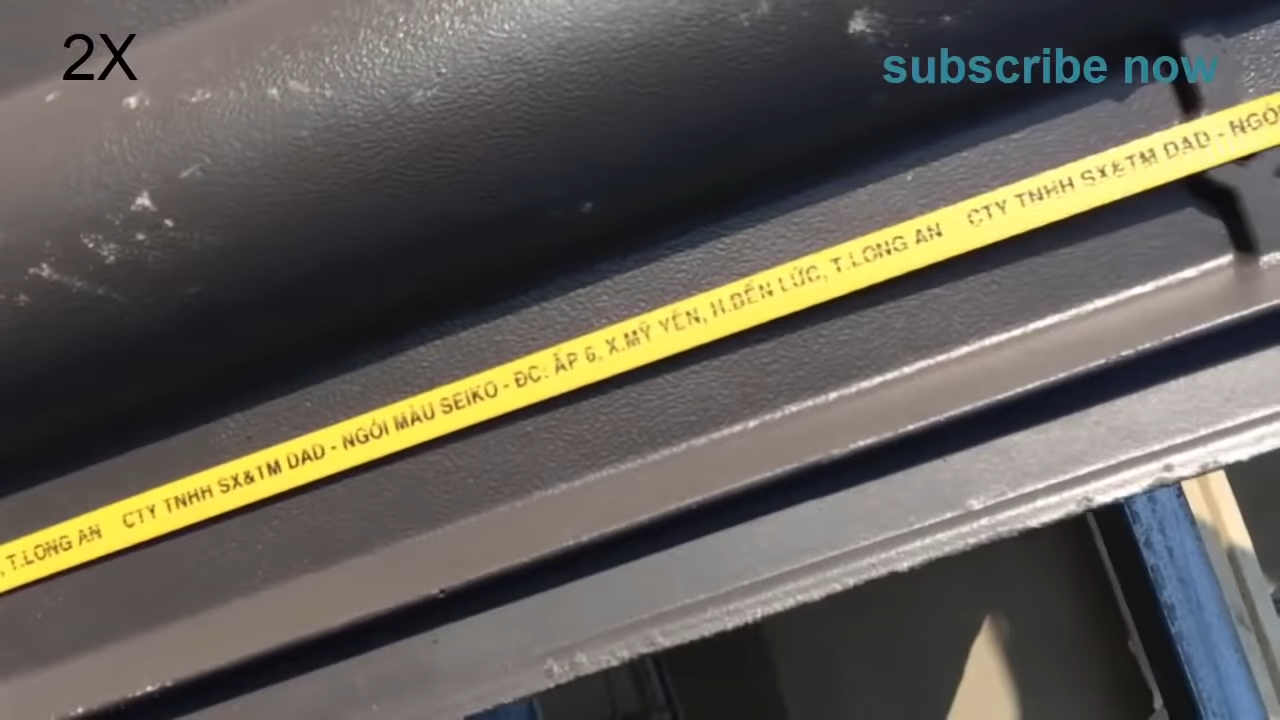 2X
subscribe now
, T.LONG AN CTY TNHH SX&TM DAD - NGÓI MÀU SEIKO - ĐC: ẤP 6, X.MỸ YÊN, H.BẾN LỨC, T.LONG AN CTY TNHH SX&TM DAD - NGÓI